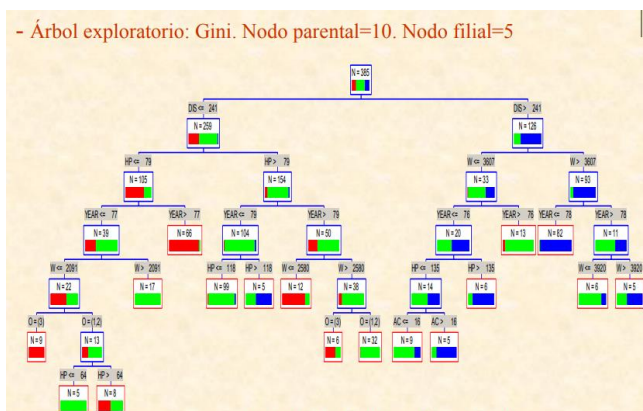 - Árbol exploratorio: Gini. Nodo parental=10. Nodo filial=5
N = 385
DIS <= 241 DIS > 241
N = 259 N = 126
HP <= 79 HP > 79 W <= 3607 W > 3607
N = 105 N = 154 N = 33 N = 93
YEAR <= 77 YEAR > 77 YEAR <= 79 YEAR > 79 YEAR <= 76 YEAR > 76 YEAR <= 78 YEAR > 78
N = 39 N = 66 N = 104 N = 50 N = 20 N = 13 N = 82 N = 11
W <= 2091 W > 2091 HP <= 118 HP > 118 W <= 2580 W > 2580 HP <= 135 HP > 135 W <= 3920 W > 3920
N = 22 N = 17 N = 99 N = 5 N = 12 N = 38 N = 14 N = 6 N = 6 N = 5
O = (3) O = (1,2) O = (3) O = (1,2) AC <= 16 AC > 16
N = 9 N = 13 N = 6 N = 32 N = 9 N = 5
HP <= 64 HP > 64
N = 5 N = 8